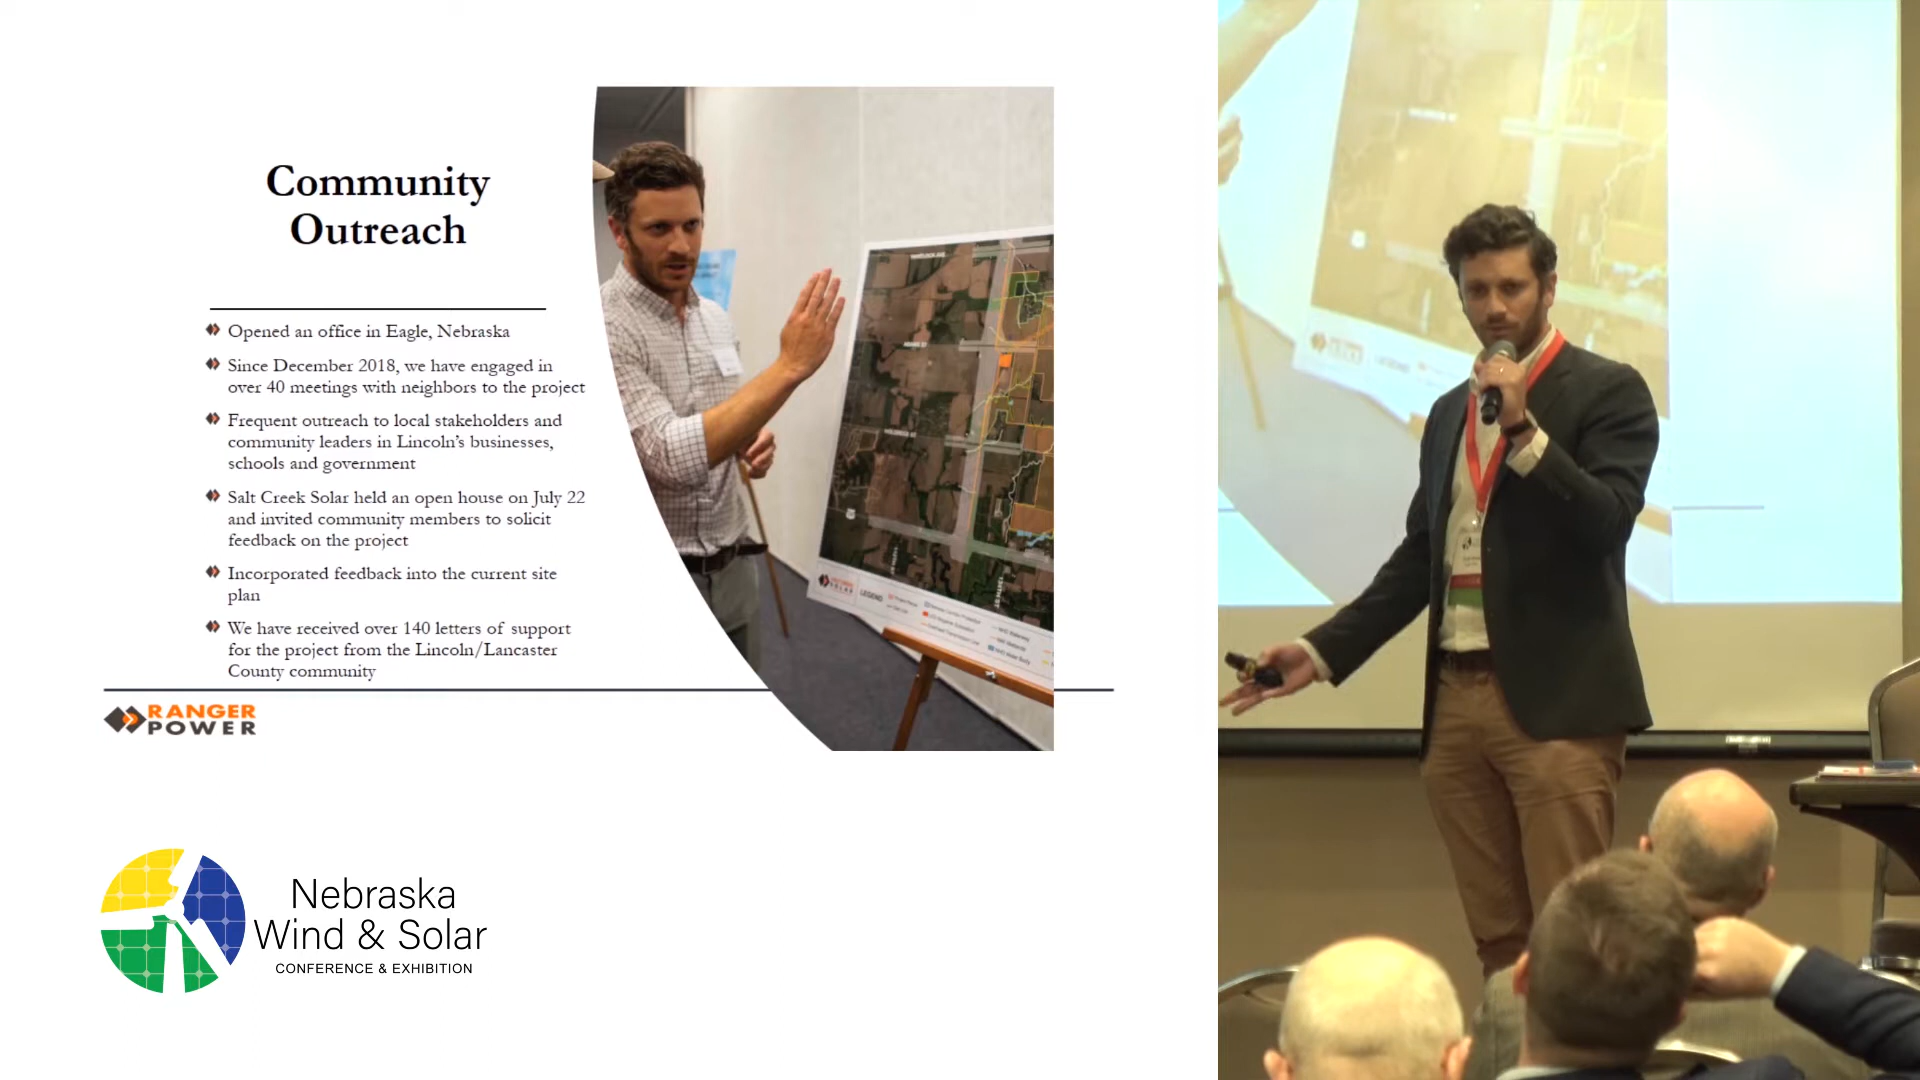 Community
Outreach
Opened an office in Eagle, Nebraska
Since December 2018, we have engaged in
over 40 meetings with neighbors to the project
Frequent outreach to local stakeholders and
community leaders in Lincoln's businesses,
schools and government
Salt Creek Solar held an open house on July 22
and invited community members to solicit
feedback on the project
Incorporated feedback into the current site
plan
We have received over 140 letters of support
for the project from the Lincoln/Lancaster
County community
RANGER
POWER
LEGEND
Nebraska
Wind & Solar
CONFERENCE & EXHIBITION